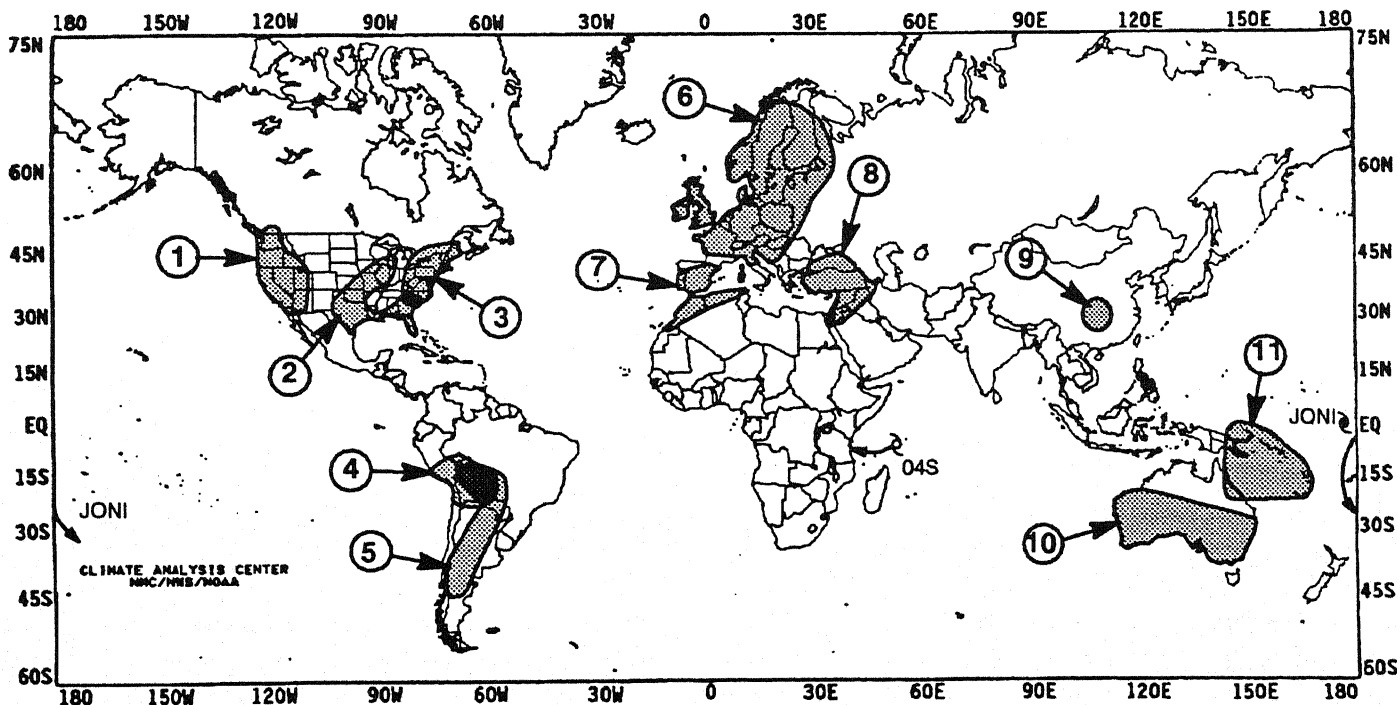 180 150W 120W 90W 60W 30W 0 30E 60E 90E 120E 150E 180
75N 75N
60N 60N
45N 45N
30N 30N
15N 15N
EQ EQ
15S 15S
30S 30S
45S 45S
60S 60S
6
8
1
7
9
3
2
11
JONI
4
04S
JONI
10
5
CLIMATE ANALYSIS CENTER
NMC/NWS/NOAA
180 150W 120W 90W 60W 30W 0 30E 60E 90E 120E 150E 180